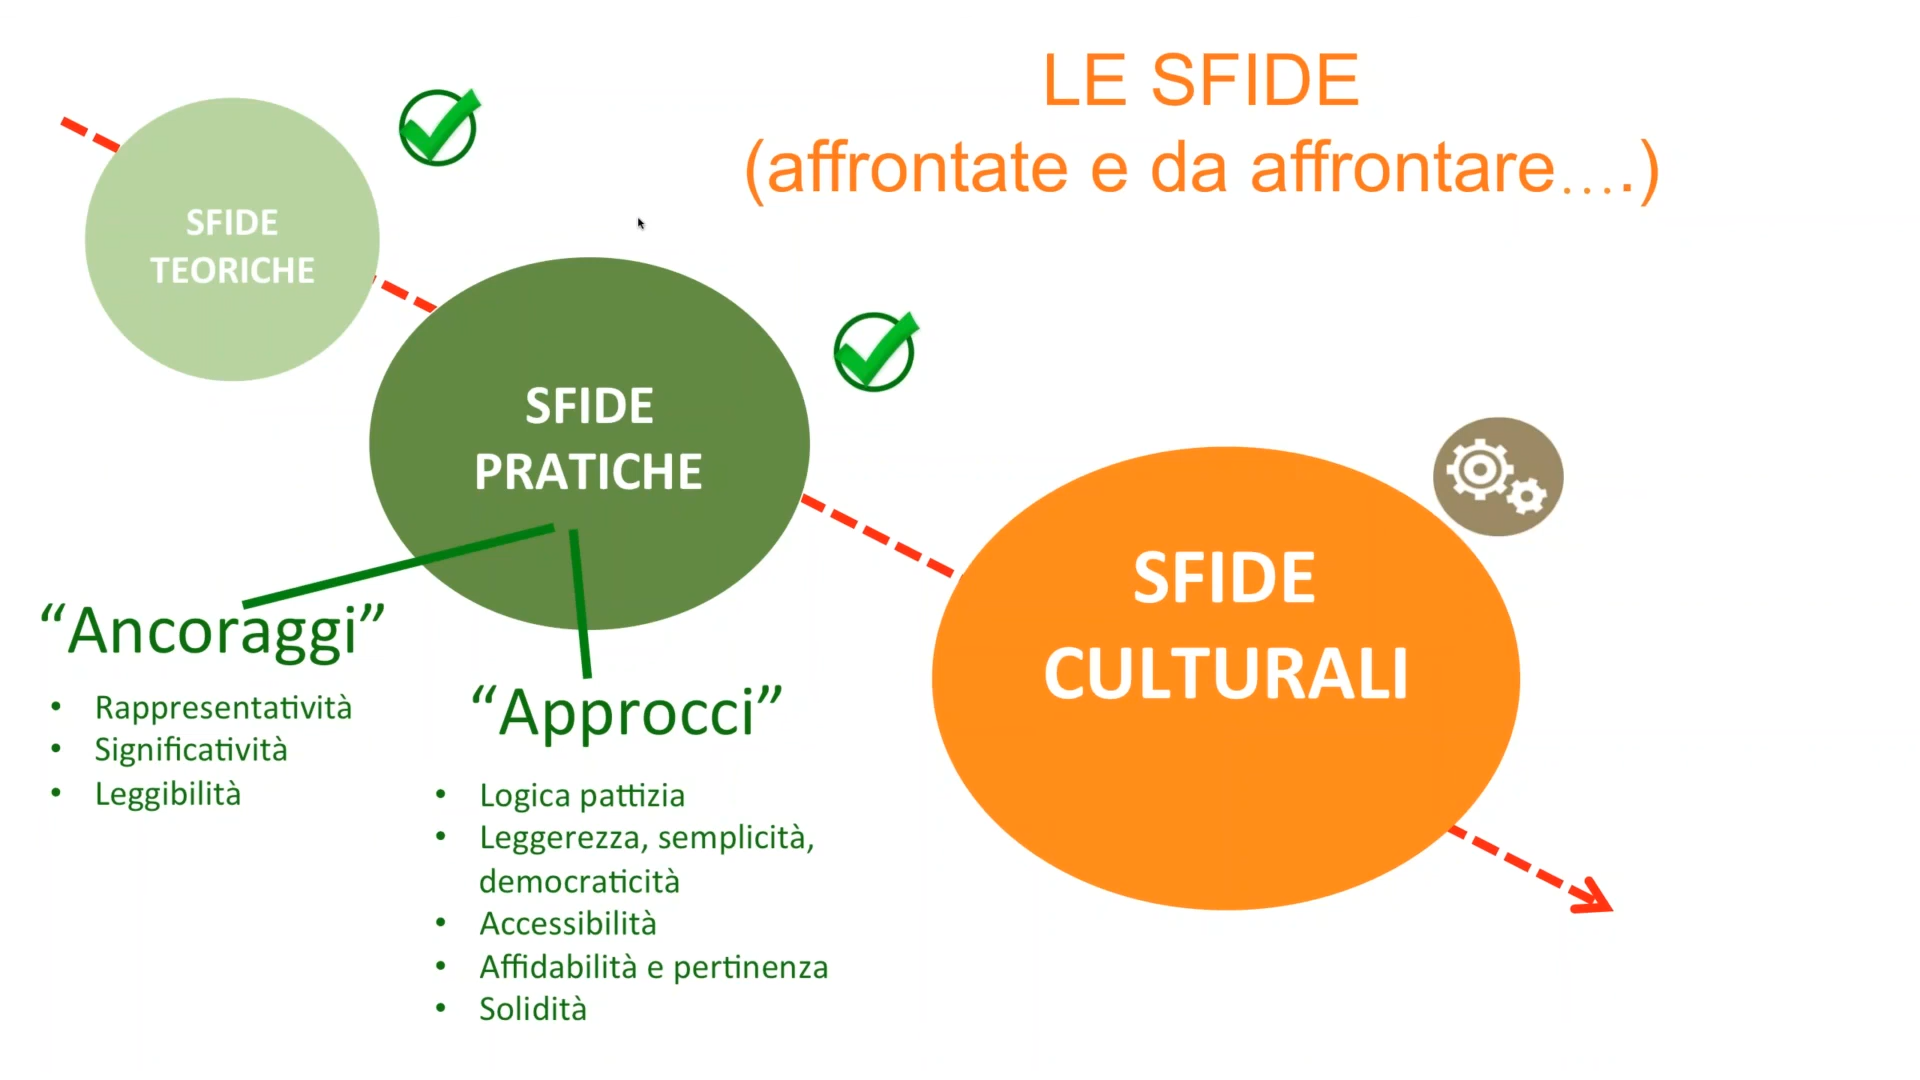 LE SFIDE
(affrontate e da affrontare….)
SFIDE
TEORICHE
SFIDE
PRATICHE
SFIDE
CULTURALI
“Ancoraggi”
• Rappresentatività
• Significatività
• Leggibilità
“Approcci”
• Logica pattizia
• Leggerezza, semplicità,
democraticità
• Accessibilità
• Affidabilità e pertinenza
• Solidità